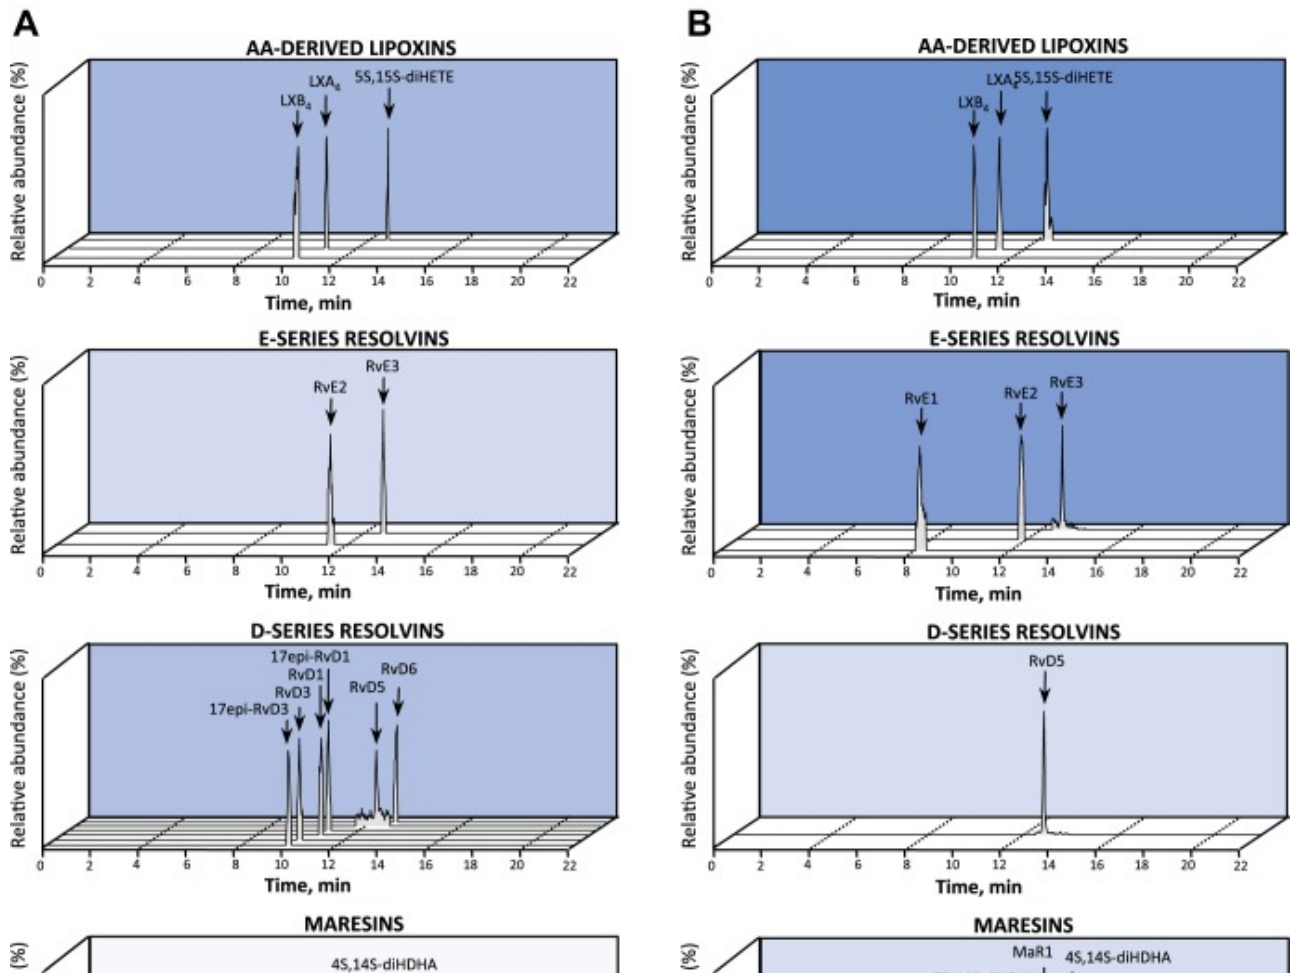 A
AA-DERIVED LIPOXINS
Relative abundance (%)
LXB4
LXA4
5S,15S-diHETE
0 2 4 6 8 10 12 14 16 18 20 22
Time, min
E-SERIES RESOLVINS
Relative abundance (%)
RvE2
RvE3
0 2 4 6 8 10 12 14 16 18 20 22
Time, min
D-SERIES RESOLVINS
Relative abundance (%)
17epi-RvD1
RvD1
RvD3
17epi-RvD3
RvD5
RvD6
0 2 4 6 8 10 12 14 16 18 20 22
Time, min
MARESINS
(%)
4S,14S-diHDHA
B
AA-DERIVED LIPOXINS
Relative abundance (%)
LXB4
LXA4
5S,15S-diHETE
0 2 4 6 8 10 12 14 16 18 20 22
Time, min
E-SERIES RESOLVINS
Relative abundance (%)
RvE1
RvE2
RvE3
0 2 4 6 8 10 12 14 16 18 20 22
Time, min
D-SERIES RESOLVINS
Relative abundance (%)
RvD5
0 2 4 6 8 10 12 14 16 18 20 22
Time, min
MARESINS
(%)
MaR1
4S,14S-diHDHA